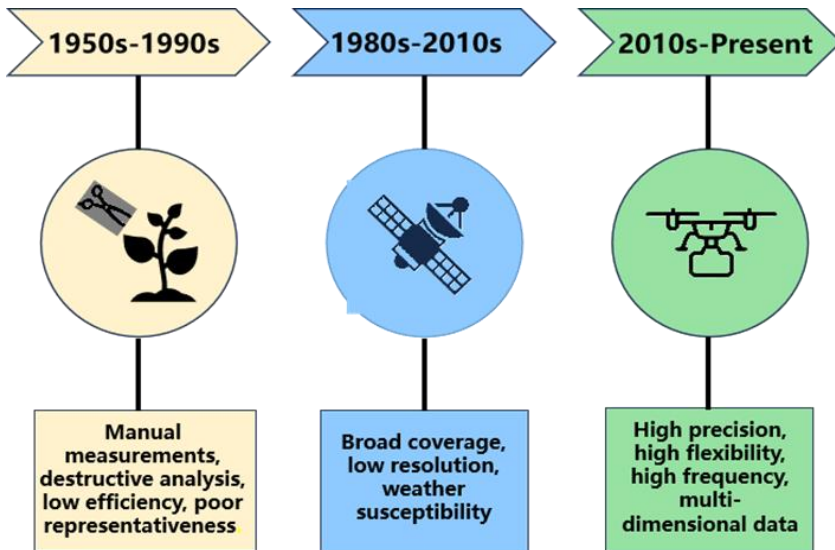 1950s-1990s
1980s-2010s
2010s-Present
Manual
measurements,
destructive analysis,
low efficiency, poor
representativeness
Broad coverage,
low resolution,
weather
susceptibility
High precision,
high flexibility,
high frequency,
multi-
dimensional data